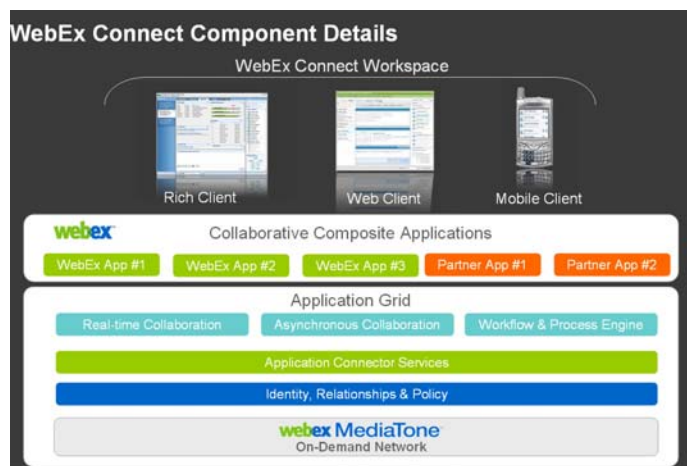 WebEx Connect Component Details
WebEx Connect Workspace
Rich Client Web Client Mobile Client
webex Collaborative Composite Applications
WebEx App #1 WebEx App #2 WebEx App #3 Partner App #1 Partner App #2
Application Grid
Real-time Collaboration Asynchronous Collaboration Workflow & Process Engine
Application Connector Services
Identity, Relationships & Policy
webex MediaTone
On-Demand Network